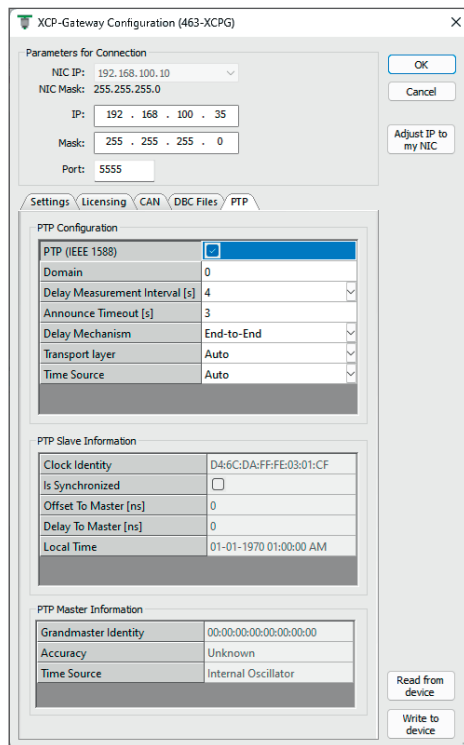 XCP-Gateway Configuration (463-XCPG)
Parameters for Connection
NIC IP: 192.168.100.10
NIC Mask: 255.255.255.0
IP: 192 . 168 . 100 . 35
Mask: 255 . 255 . 255 . 0
Port: 5555
OK
Cancel
Adjust IP to
my NIC
Settings Licensing CAN DBC Files PTP
PTP Configuration
PTP (IEEE 1588)
Domain 0
Delay Measurement Interval [s] 4
Announce Timeout [s] 3
Delay Mechanism End-to-End
Transport layer Auto
Time Source Auto
PTP Slave Information
Clock Identity D4:6C:DA:FF:FE:03:01:CF
Is Synchronized
Offset To Master [ns] 0
Delay To Master [ns] 0
Local Time 01-01-1970 01:00:00 AM
PTP Master Information
Grandmaster Identity 00:00:00:00:00:00:00:00
Accuracy Unknown
Time Source Internal Oscillator
Read from
device
Write to
device